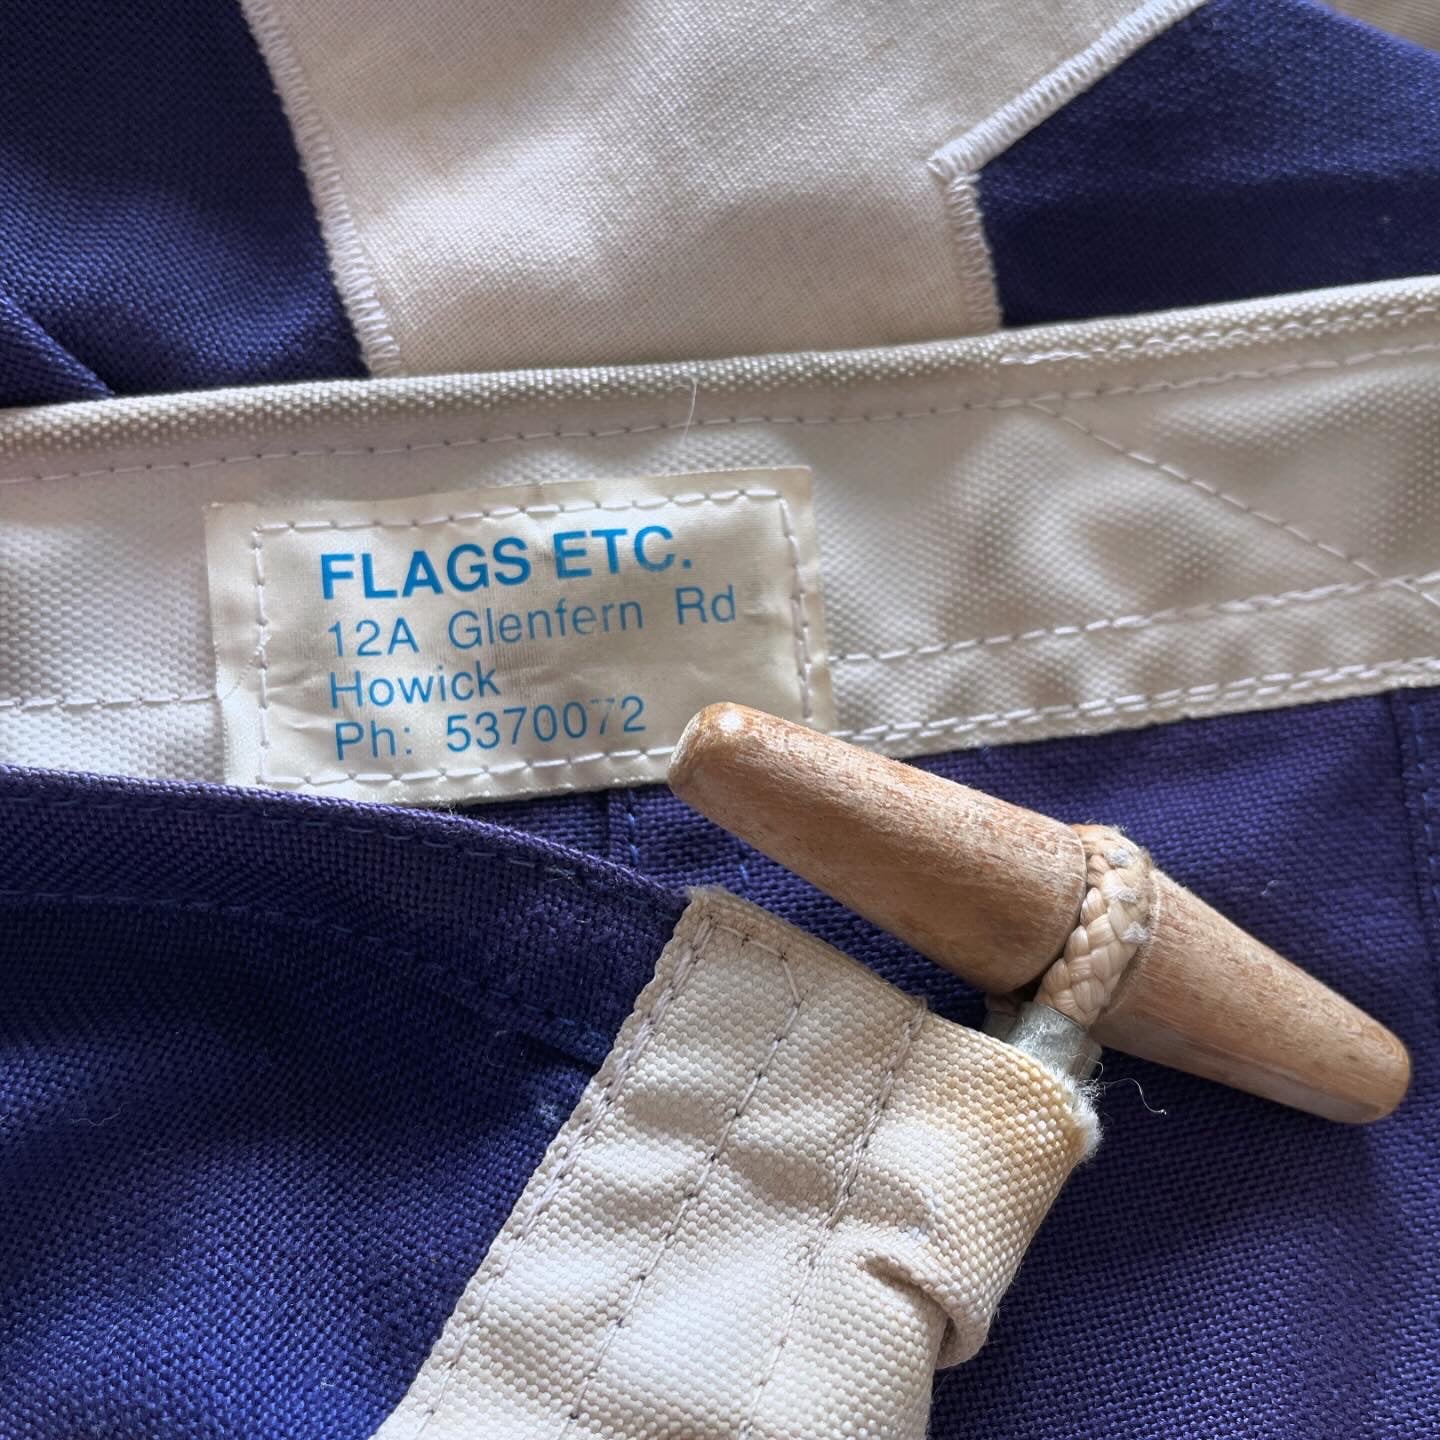 FLAGS ETC.
12A Glenfern Rd
Howick
Ph: 5370072